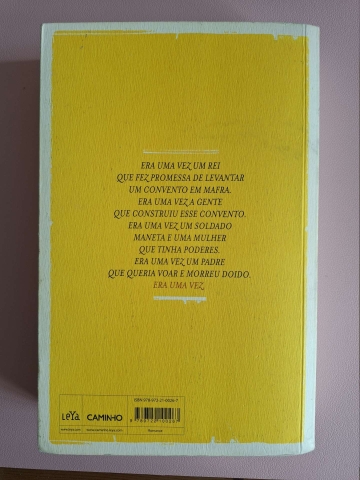 ERA UMA VEZ UM REI
QUE FEZ PROMESSA DE LEVANTAR
UM CONVENTO EM MAFRA.
ERA UMA VEZ A GENTE
QUE CONSTRUIU ESSE CONVENTO.
ERA UMA VEZ UM SOLDADO
MANETA E UMA MULHER
QUE TINHA PODERES.
ERA UMA VEZ UM PADRE
QUE QUERIA VOAR E MORREU DOIDO.
ERA UMA VEZ.
LeYa
CAMINHO